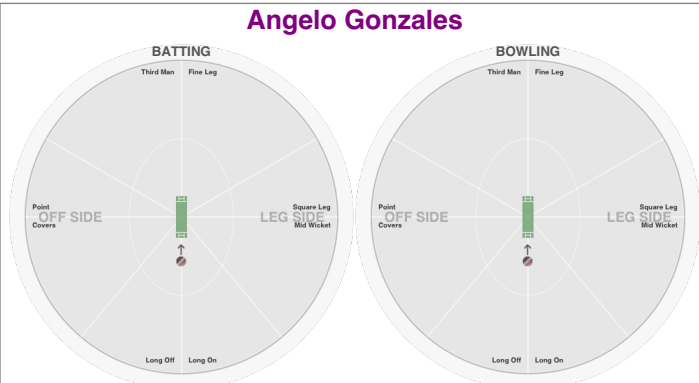 Angelo Gonzales
BATTING
Third Man Fine Leg
Point
OFF SIDE
Covers
Square Leg
LEG SIDE
Mid Wicket
Long Off Long On
BOWLING
Third Man Fine Leg
Point
OFF SIDE
Covers
Square Leg
LEG SIDE
Mid Wicket
Long Off Long On